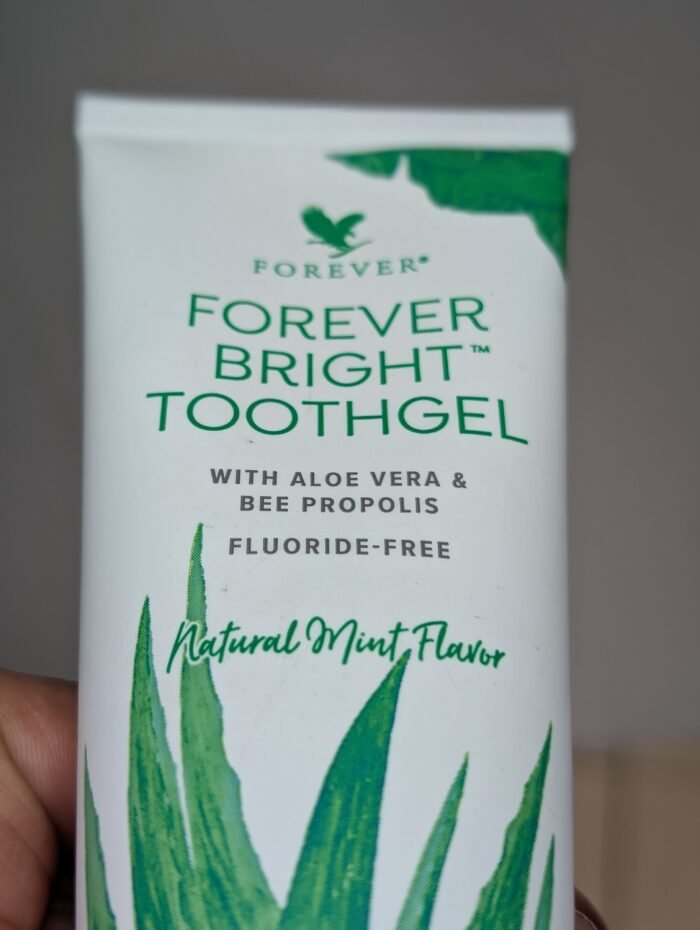 FOREVER®
FOREVER
BRIGHT™
TOOTHGEL
WITH ALOE VERA &
BEE PROPOLIS
FLUORIDE-FREE
Natural Mint Flavor